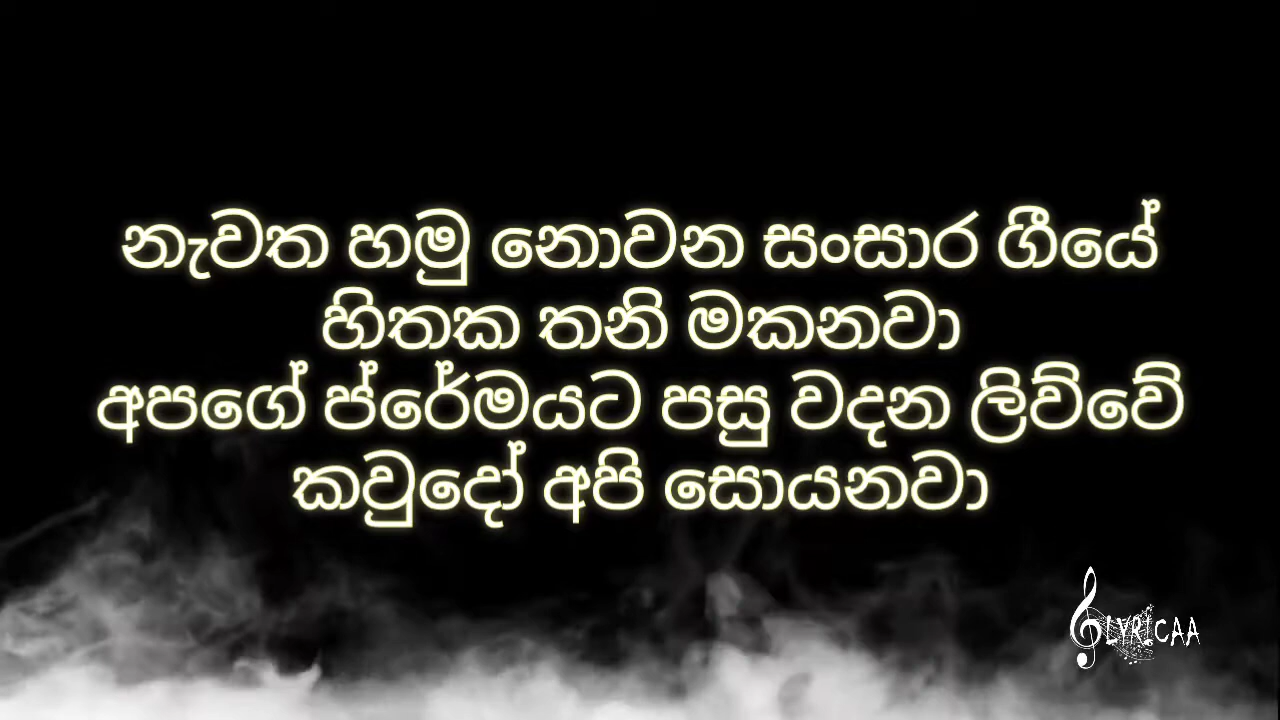 නැවත හමු නොවන සංසාර ගීයේ
හිතක තනි මකනවා
අපගේ ප්රේමයට පසු වදන ලිව්වේ
කවුදෝ අපි සොයනවා
LYRICAA